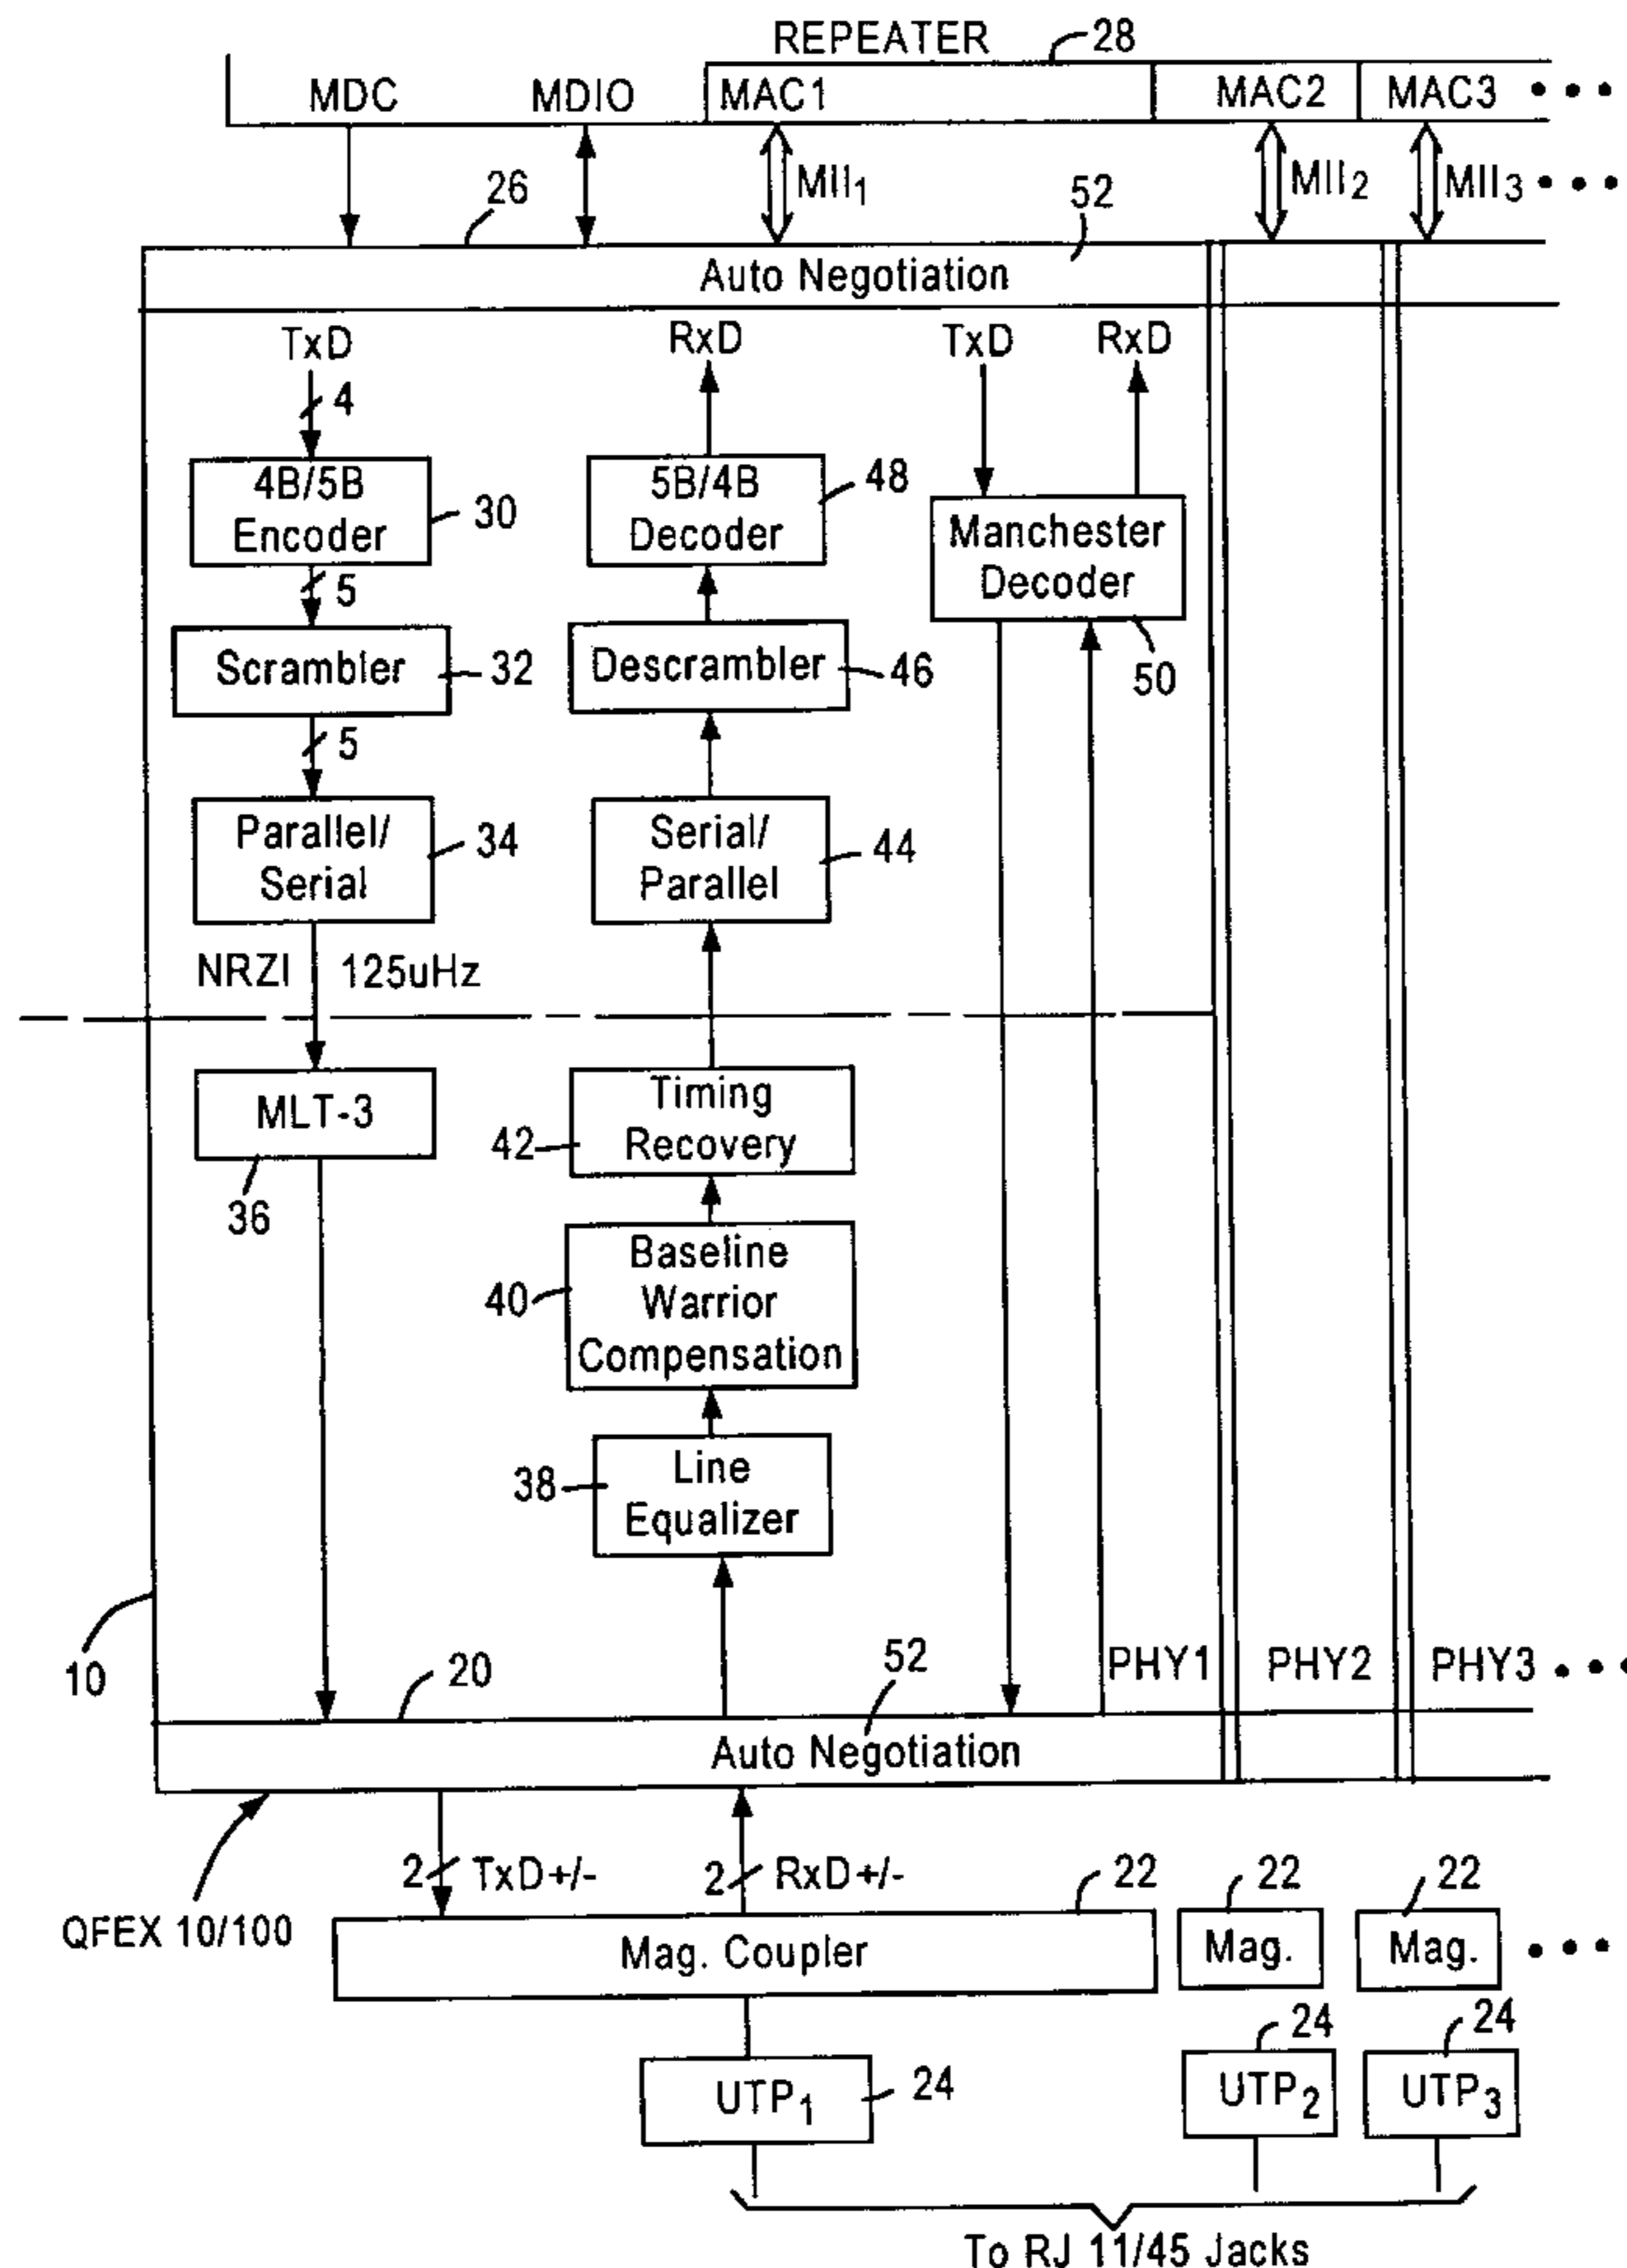 REPEATER 28
MDC MDIO MAC1 MAC2 MAC3 • • •
MII1 MII2 MII3 • • •
26 52
Auto Negotiation
TxD RxD TxD RxD
4
4B/5B Encoder 30
5B/4B Decoder 48
Manchester Decoder 50
5
Scrambler 32
Descrambler 46
5
Parallel/ Serial 34
Serial/ Parallel 44
NRZI 125uHz
MLT-3 36
Timing Recovery 42
Baseline Warrior Compensation 40
Line Equalizer 38
10 20 52 PHY1 PHY2 PHY3 • • •
Auto Negotiation
2 TxD+/- 2 RxD+/- 22 22 22
QFEX 10/100
Mag. Coupler Mag. Mag. • • •
24 24
UTP1 24 UTP2 UTP3
To RJ 11/45 Jacks